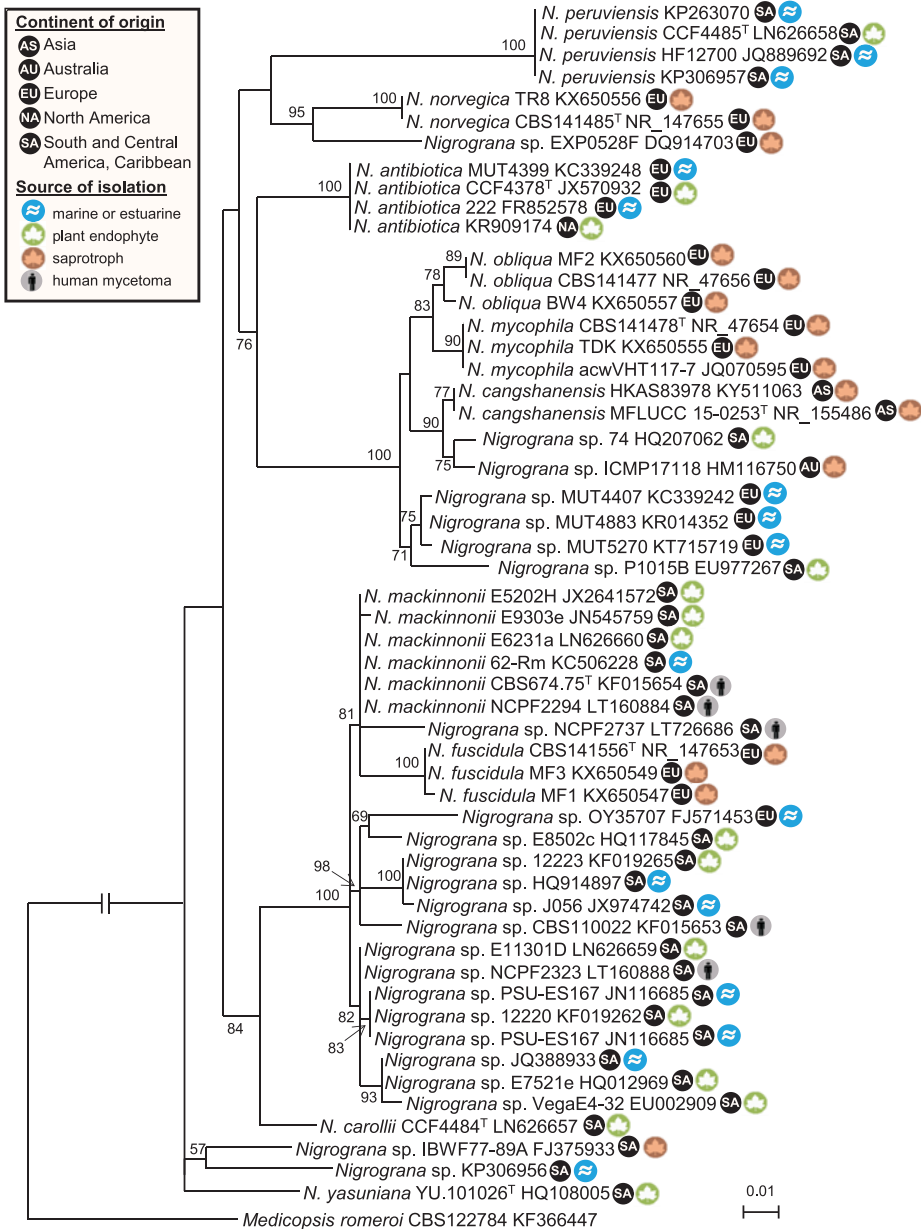 Continent of origin
AS Asia
AU Australia
EU Europe
NA North America
SA South and Central
America, Caribbean
Source of isolation
marine or estuarine
plant endophyte
saprotroph
human mycetoma
N. peruviensis KP263070 SA
N. peruviensis CCF4485T LN626658 SA
100
N. peruviensis HF12700 JQ889692 SA
N. peruviensis KP306957 SA
100
N. norvegica TR8 KX650556 EU
95
N. norvegica CBS141485T NR_147655 EU
Nigrograna sp. EXP0528F DQ914703 EU
N. antibiotica MUT4399 KC339248 EU
100
N. antibiotica CCF4378T JX570932 EU
N. antibiotica 222 FR852578 EU
N. antibiotica KR909174 NA
89
N. obliqua MF2 KX650560 EU
78
N. obliqua CBS141477 NR_47656 EU
83
N. obliqua BW4 KX650557 EU
N. mycophila CBS141478T NR_47654 EU
76
90
N. mycophila TDK KX650555 EU
N. mycophila acwVHT117-7 JQ070595 EU
77
N. cangshanensis HKAS83978 KY511063 AS
N. cangshanensis MFLUCC 15-0253T NR_155486 AS
90
Nigrograna sp. 74 HQ207062 SA
100
75
Nigrograna sp. ICMP17118 HM116750 AU
Nigrograna sp. MUT4407 KC339242 EU
75
Nigrograna sp. MUT4883 KR014352 EU
Nigrograna sp. MUT5270 KT715719 EU
71
Nigrograna sp. P1015B EU977267 SA
N. mackinnonii E5202H JX2641572 SA
N. mackinnonii E9303e JN545759 SA
N. mackinnonii E6231a LN626660 SA
N. mackinnonii 62-Rm KC506228 SA
N. mackinnonii CBS674.75T KF015654 SA
N. mackinnonii NCPF2294 LT160884 SA
81
Nigrograna sp. NCPF2737 LT726686 SA
N. fuscidula CBS141556T NR_147653 EU
100
N. fuscidula MF3 KX650549 EU
N. fuscidula MF1 KX650547 EU
69
Nigrograna sp. OY35707 FJ571453 EU
Nigrograna sp. E8502c HQ117845 SA
98
Nigrograna sp. 12223 KF019265 SA
100
Nigrograna sp. HQ914897 SA
100
Nigrograna sp. J056 JX974742 SA
Nigrograna sp. CBS110022 KF015653 SA
Nigrograna sp. E11301D LN626659 SA
Nigrograna sp. NCPF2323 LT160888 SA
Nigrograna sp. PSU-ES167 JN116685 SA
82
Nigrograna sp. 12220 KF019262 SA
84
83
Nigrograna sp. PSU-ES167 JN116685 SA
Nigrograna sp. JQ388933 SA
Nigrograna sp. E7521e HQ012969 SA
93
Nigrograna sp. VegaE4-32 EU002909 SA
N. carollii CCF4484T LN626657 SA
57
Nigrograna sp. IBWF77-89A FJ375933 SA
Nigrograna sp. KP306956 SA
N. yasuniana YU.101026T HQ108005 SA
0.01
Medicopsis romeroi CBS122784 KF366447